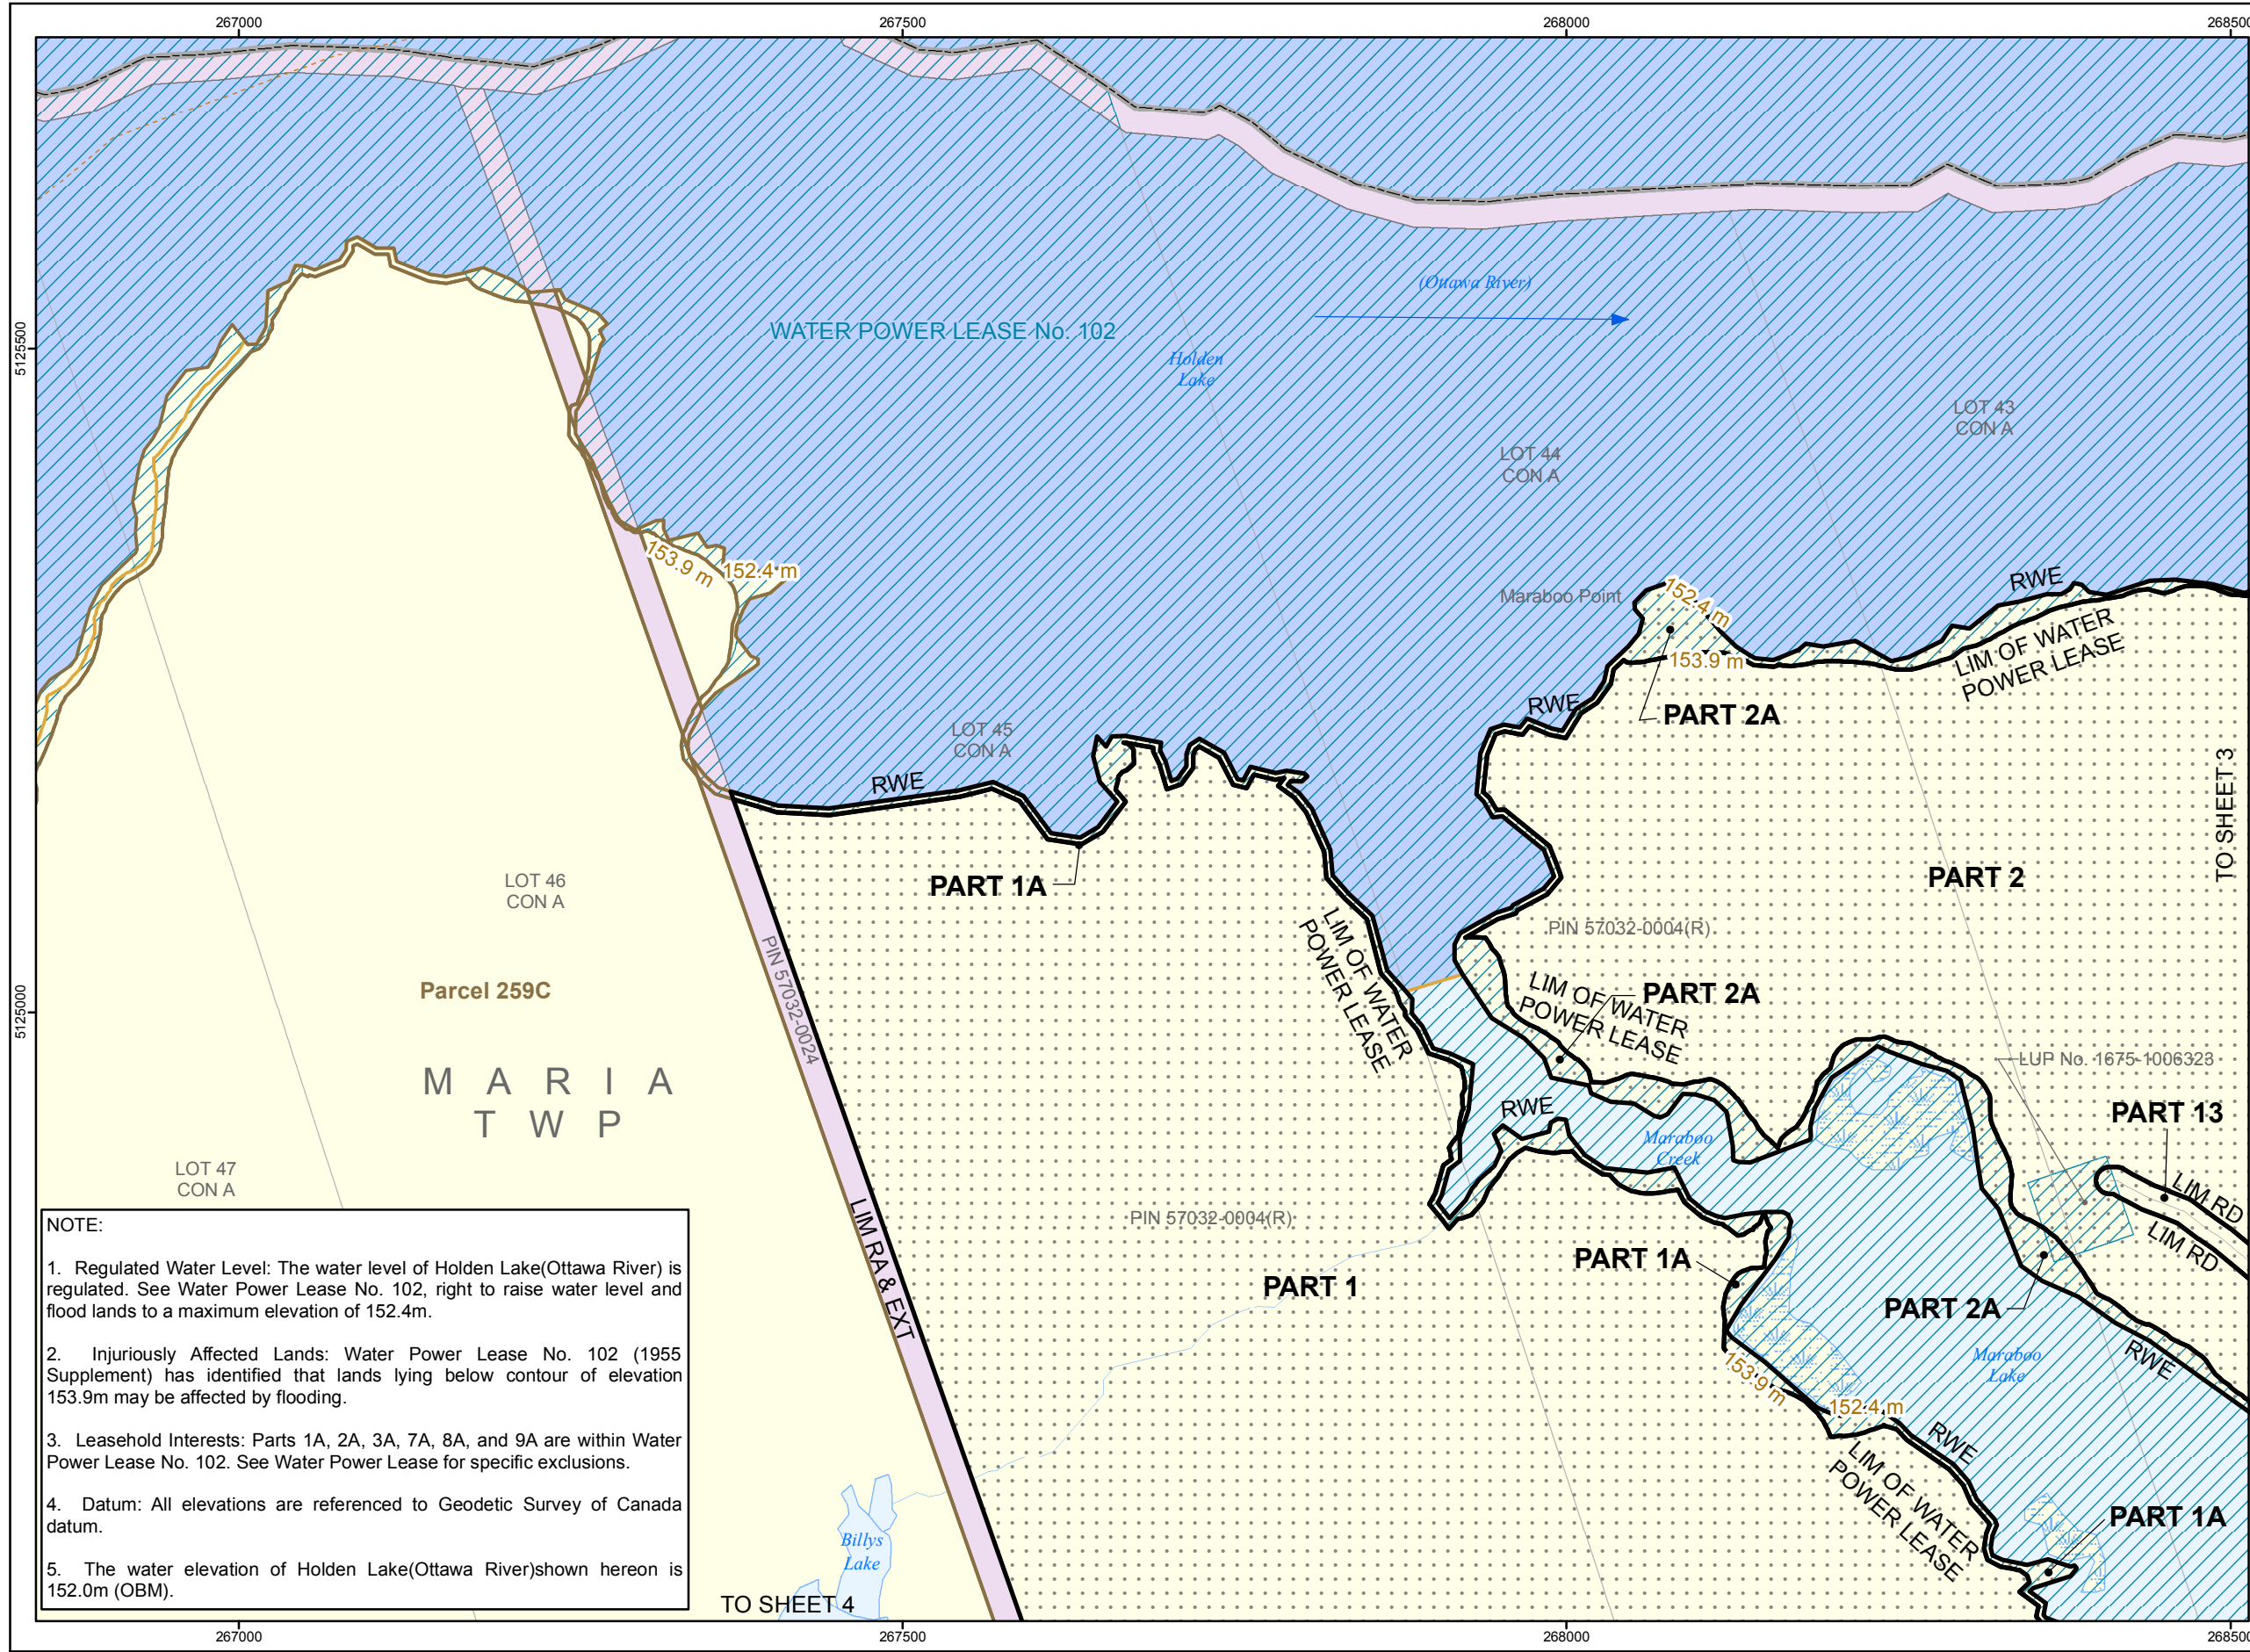 267000
267500
268000
268500
(Ottawa River)
WATER POWER LEASE No. 102
5125500
Holden
Lake
LOT 43
CON A
LOT 44
CON A
153.9 m
152.4 m
RWE
152.4 m
Maraboo Point
LIM OF WATER
POWER LEASE
153.9 m
RWE
PART 2A
LOT 45
CON A
RWE
TO SHEET 3
LOT 46
CON A
PART 1A
PART 2
PIN 57032-0004(R)
LIM OF WATER
POWER LEASE
PIN 57032-0024
Parcel 259C
LIM OF WATER
POWER LEASE
PART 2A
5125000
MARIA
TWP
LUP No. 1675-1006323
RWE
PART 13
Maraboo
Creek
LOT 47
CON A
LIM RD
LIM RD
PIN 57032-0004(R)
LIM RA & EXT
PART 1
PART 1A
PART 2A
Maraboo
Lake
RWE
153.9 m
152.4 m
RWE
LIM OF WATER
POWER LEASE
PART 1A
Billys
Lake
TO SHEET 4
NOTE:
1. Regulated Water Level: The water level of Holden Lake(Ottawa River) is
regulated. See Water Power Lease No. 102, right to raise water level and
flood lands to a maximum elevation of 152.4m.
2. Injuriously Affected Lands: Water Power Lease No. 102 (1955
Supplement) has identified that lands lying below contour of elevation
153.9m may be affected by flooding.
3. Leasehold Interests: Parts 1A, 2A, 3A, 7A, 8A, and 9A are within Water
Power Lease No. 102. See Water Power Lease for specific exclusions.
4. Datum: All elevations are referenced to Geodetic Survey of Canada
datum.
5. The water elevation of Holden Lake(Ottawa River)shown hereon is
152.0m (OBM).
267000
267500
268000
268500